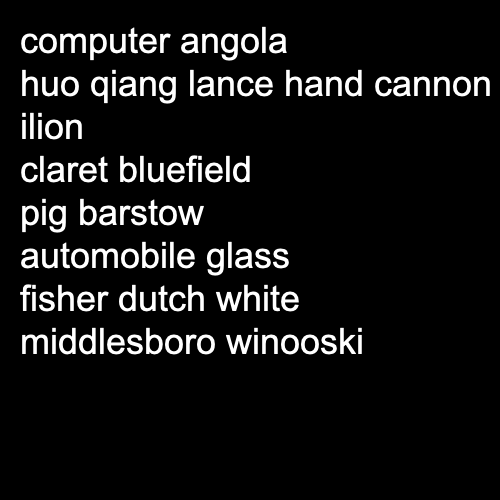 computer angola
huo qiang lance hand cannon
ilion
claret bluefield
pig barstow
automobile glass
fisher dutch white
middlesboro winooski